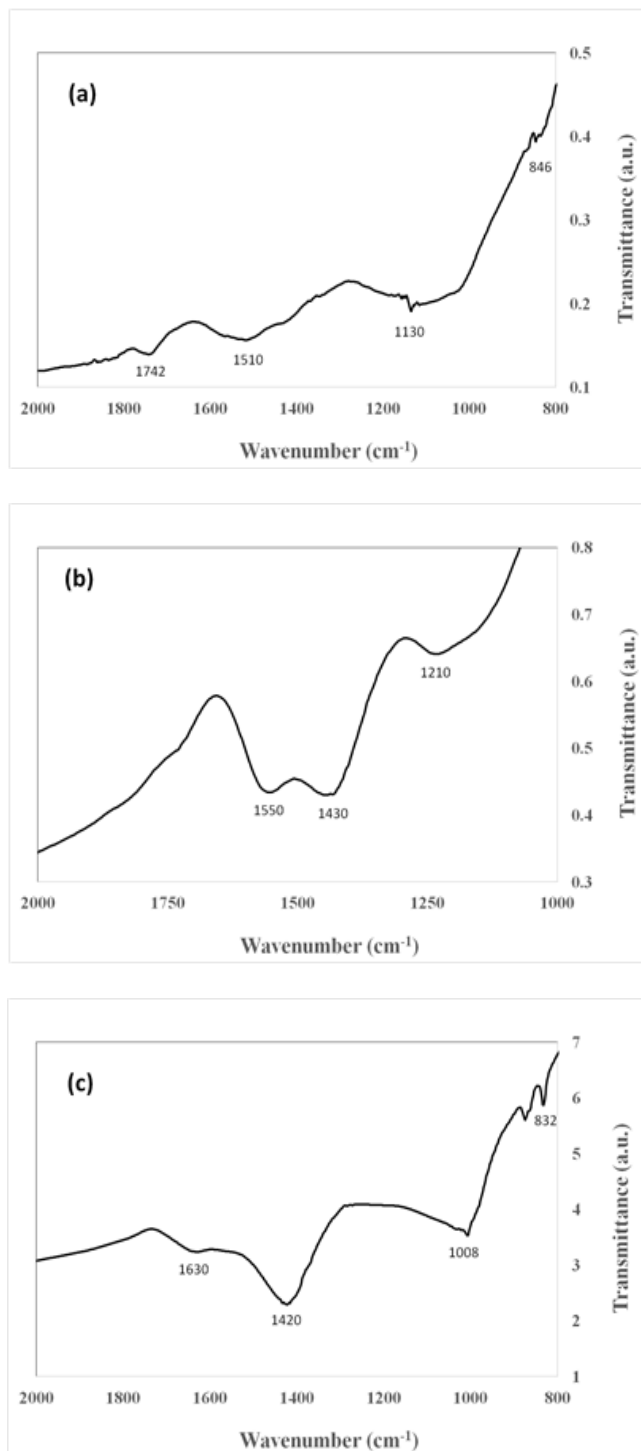 (a)
0.5
0.4
0.3
0.2
0.1
Transmittance (a.u.)
1742
1510
1130
846
2000 1800 1600 1400 1200 1000 800
Wavenumber (cm⁻¹)
(b)
0.8
0.7
0.6
0.5
0.4
0.3
Transmittance (a.u.)
1550
1430
1210
2000 1750 1500 1250 1000
Wavenumber (cm⁻¹)
(c)
7
6
5
4
3
2
1
Transmittance (a.u.)
1630
1420
1008
832
2000 1800 1600 1400 1200 1000 800
Wavenumber (cm⁻¹)